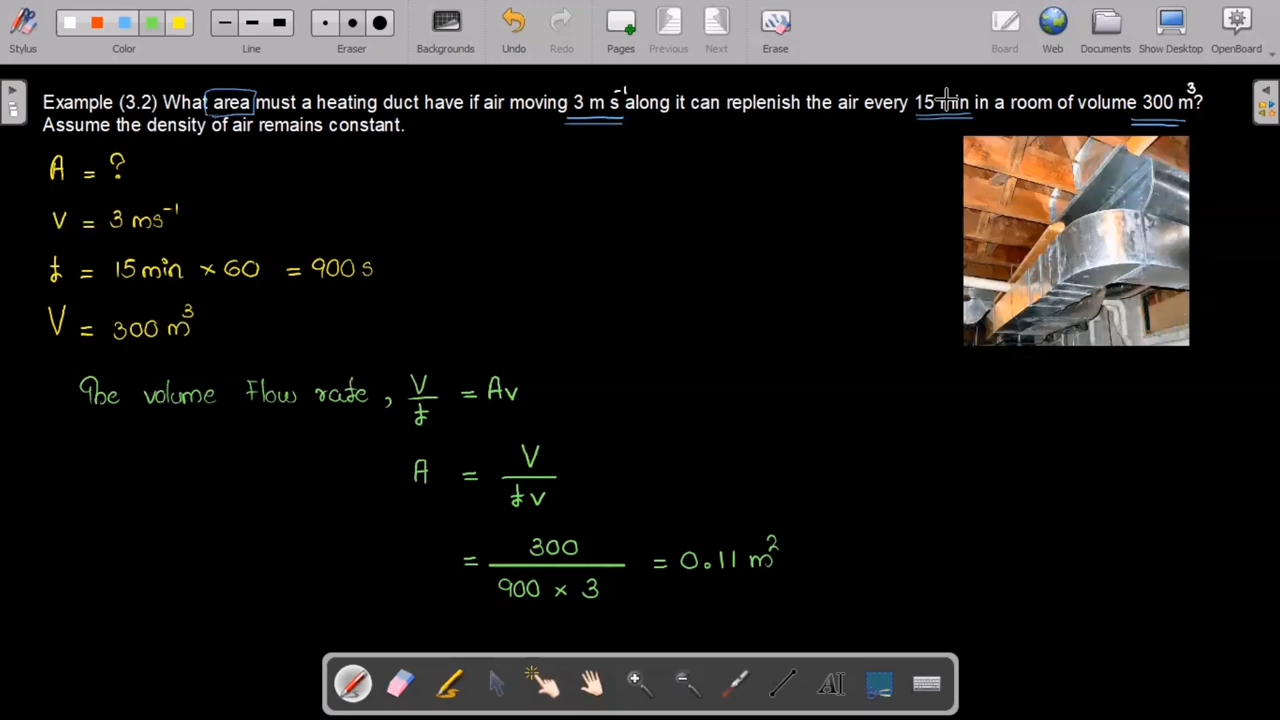 Stylus Color Line Eraser Backgrounds Undo Redo Pages Previous Next Erase Board Web Documents Show Desktop OpenBoard
Example (3.2) What area must a heating duct have if air moving 3 m s⁻¹ along it can replenish the air every 15 min in a room of volume 300 m³?
Assume the density of air remains constant.
A = ?
v = 3 ms⁻¹
t = 15 min × 60 = 900 s
V = 300 m³
The volume Flow rate, V/t = Av
A = V/tv
= 300/900 × 3 = 0.11 m²
AI